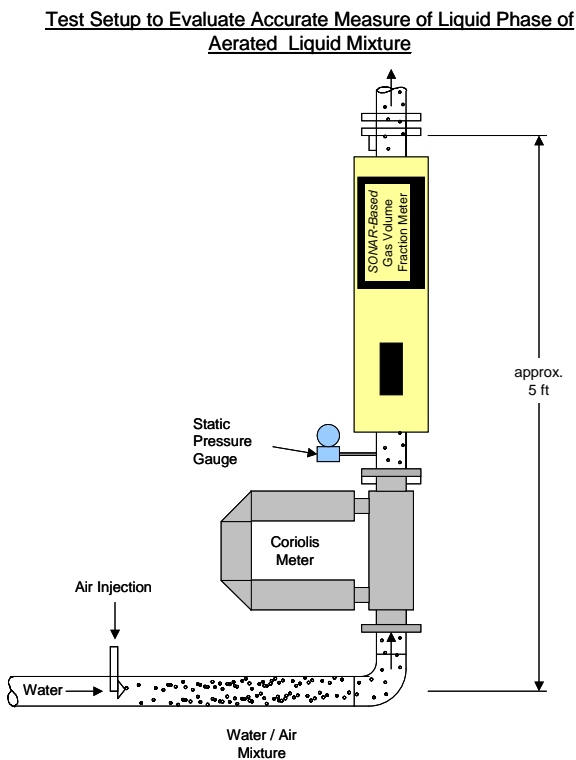 Test Setup to Evaluate Accurate Measure of Liquid Phase of
Aerated Liquid Mixture
SONAR-Based
Gas Volume
Fraction Meter
approx.
5 ft
Static
Pressure
Gauge
Coriolis
Meter
Air Injection
Water
Water / Air
Mixture